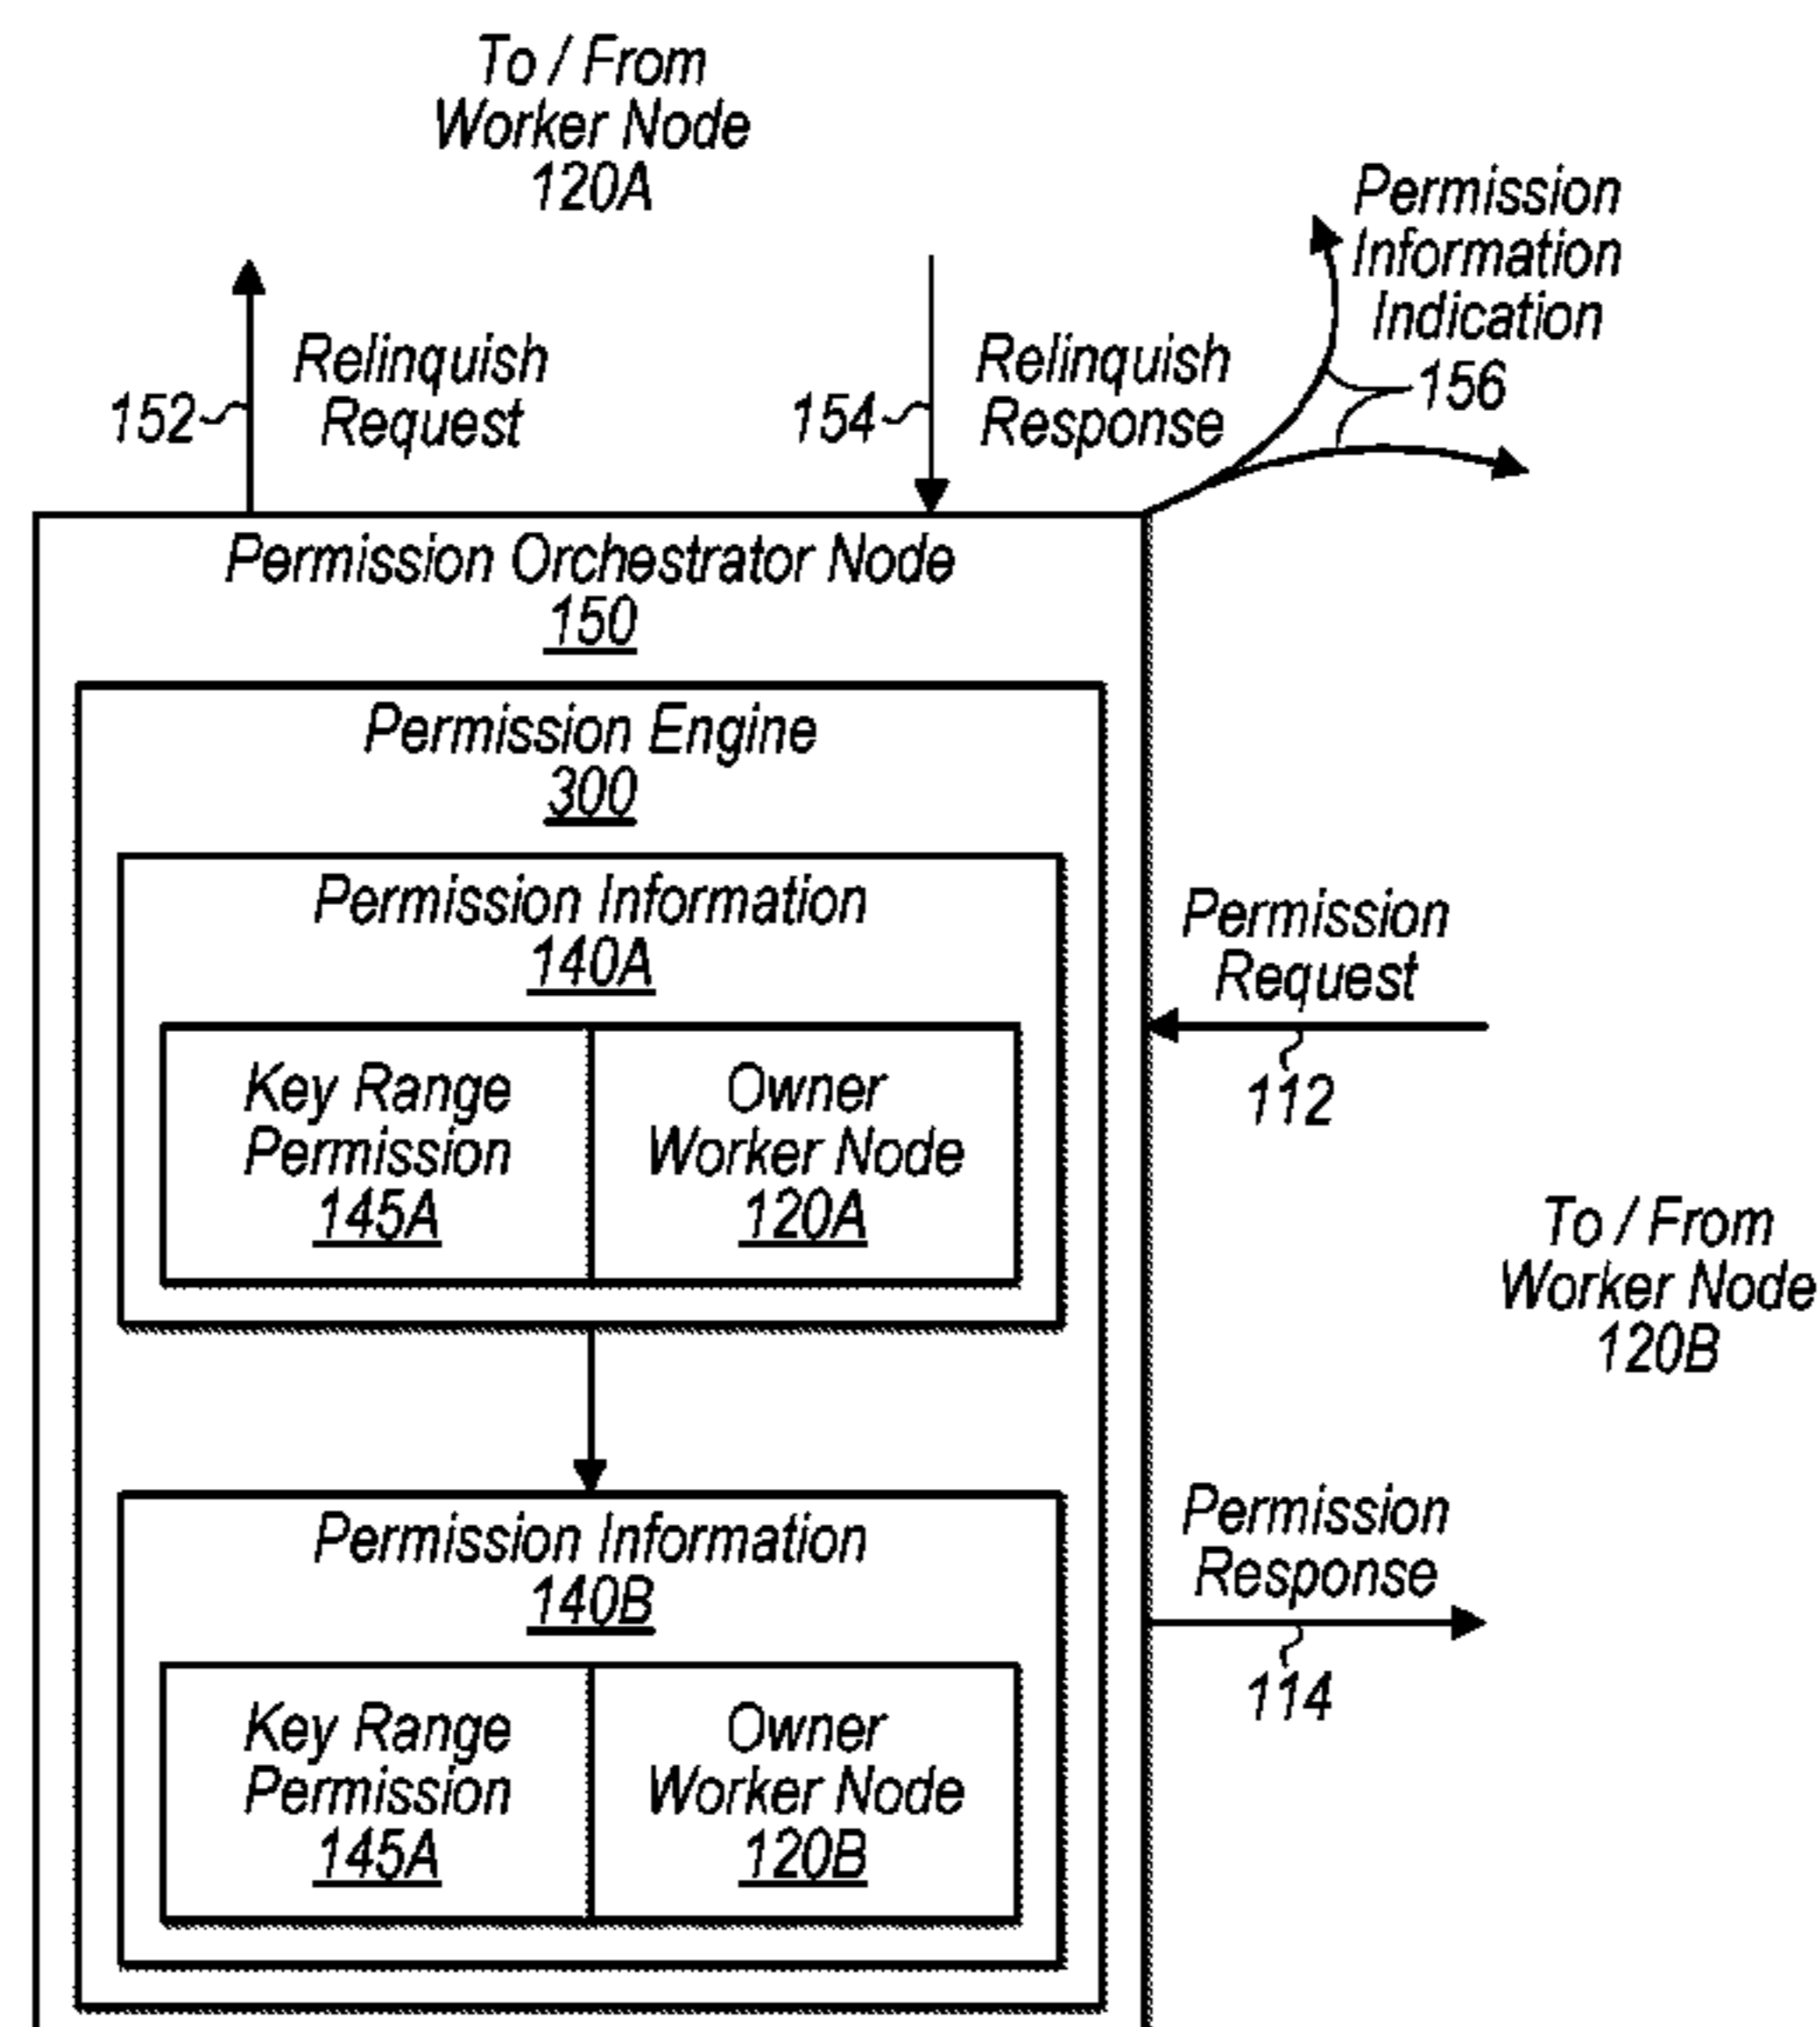 To / From
Worker Node
120A
Permission
Information
Indication
156
Relinquish
Request
152
Relinquish
Response
154
Permission Orchestrator Node
150
Permission Engine
300
Permission Information
140A
Key Range
Permission
145A
Owner
Worker Node
120A
Permission
Request
112
To / From
Worker Node
120B
Permission Information
140B
Key Range
Permission
145A
Owner
Worker Node
120B
Permission
Response
114